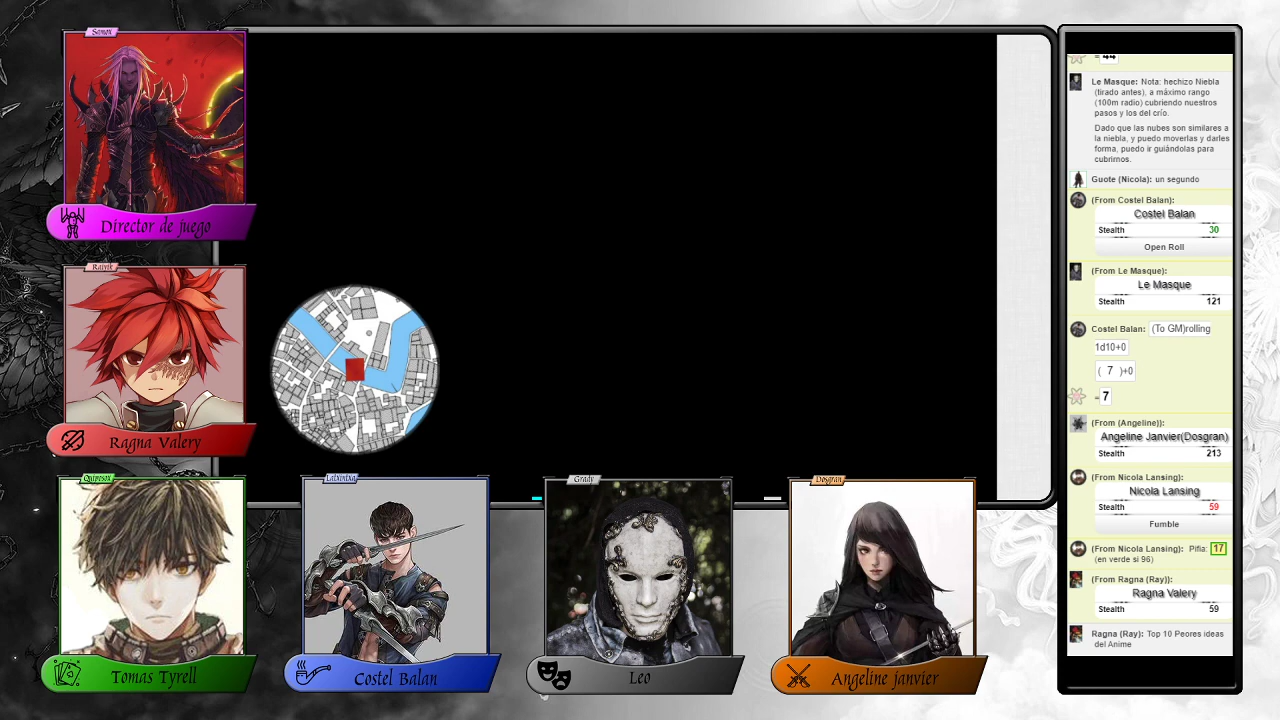 Samox
Director de juego
Raivik
Ragna Valery
Quipesox
Tomas Tyrell
Costel Balan
Grady
Leo
Dosgran
Angeline janvier
44
Le Masque: Nota: hechizo Niebla
(tirado antes), a máximo rango
(100m radio) cubriendo nuestros
pasos y los del crío.
Dado que las nubes son similares a
la niebla, y puedo moverlas y darles
forma, puedo ir guiándolas para
cubrirnos.
Guote (Nicola): un segundo
(From Costel Balan):
Costel Balan
Stealth 30
Open Roll
(From Le Masque):
Le Masque
Stealth 121
Costel Balan: (To GM)rolling
1d10+0
( 7 )+0
=7
(From (Angeline)):
Angeline Janvier(Dosgran)
Stealth 213
(From Nicola Lansing):
Nicola Lansing
Stealth 59
Fumble
(From Nicola Lansing): Pifia: 17
(en verde si 96)
(From Ragna (Ray)):
Ragna Valery
Stealth 59
Ragna (Ray): Top 10 Peores ideas
del Anime